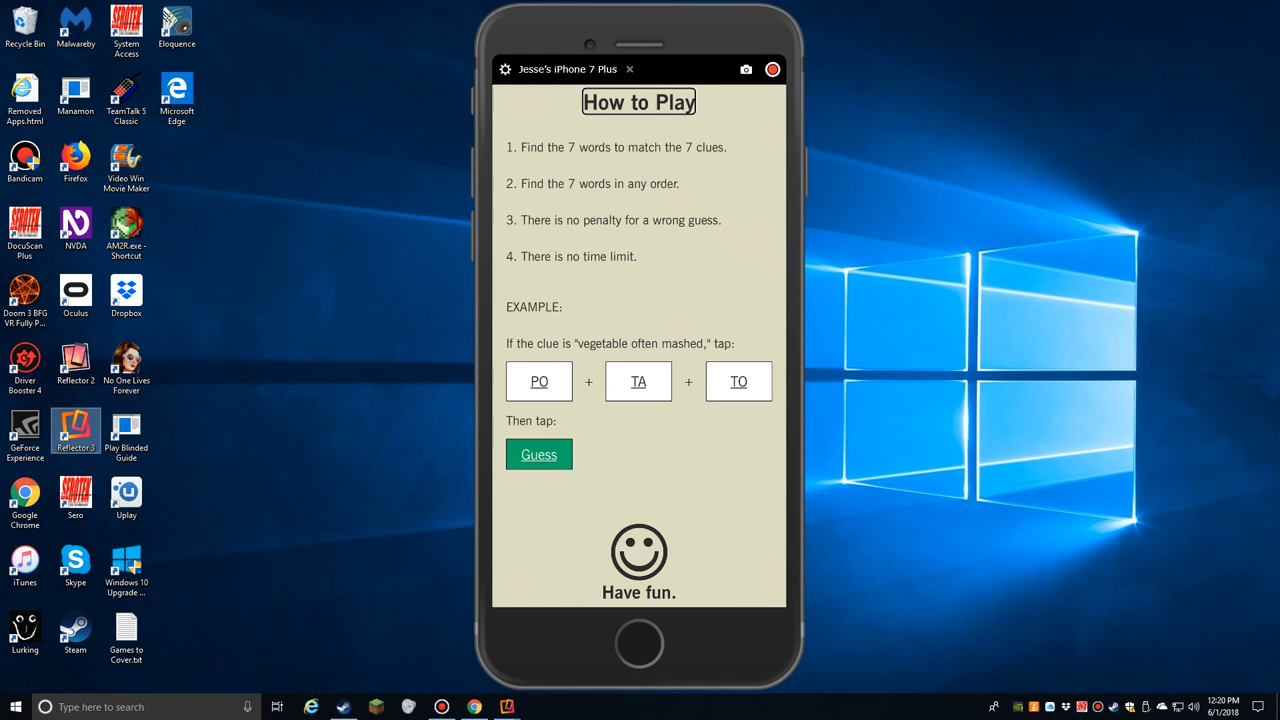 Recycle Bin
Malwareby
System Access
Eloquence
Removed Apps.html
Manamon
TeamTalk 5 Classic
Microsoft Edge
Bandicam
Firefox
Video Win Movie Maker
DocuScan Plus
NVDA
AM2R.exe - Shortcut
Doom 3 BFG VR Fully P...
Oculus
Dropbox
Driver Booster 4
Reflector 2
No One Lives Forever
GeForce Experience
Reflector 3
Play Blinded Guide
Google Chrome
Sero
Uplay
iTunes
Skype
Windows 10 Upgrade ...
Lurking
Steam
Games to Cover.txt
SEROTEK
SEROTEK
SEROTEK
Jesse's iPhone 7 Plus
How to Play
1. Find the 7 words to match the 7 clues.
2. Find the 7 words in any order.
3. There is no penalty for a wrong guess.
4. There is no time limit.
EXAMPLE:
If the clue is "vegetable often mashed," tap:
PO + TA + TO
Then tap:
Guess
Have fun.
Type here to search
12:20 PM
6/1/2018